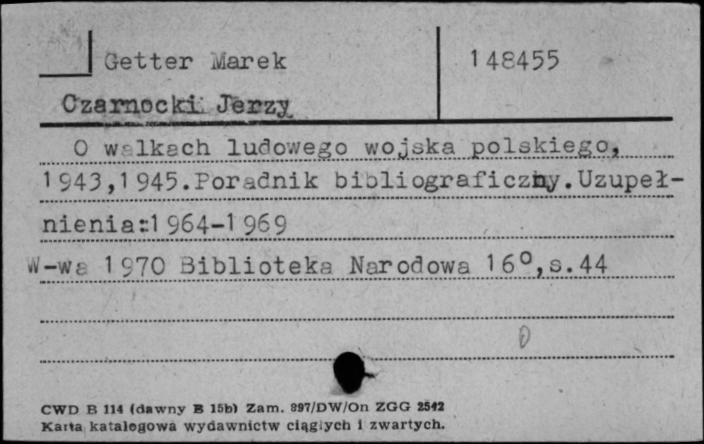 Getter Marek 148455
Czarnocki Jerzy
O walkach ludowego wojska polskiego,
1943,1945.Poradnik bibliograficzny.Uzupeł-
nienia:1964-1969
W-wa 1970 Biblioteka Narodowa 16°,s.44
CWD B 114 (dawny B 15b) Zam. 897/DW/On ZGG 2542
Karta katalogowa wydawnictw ciągłych i zwartych.